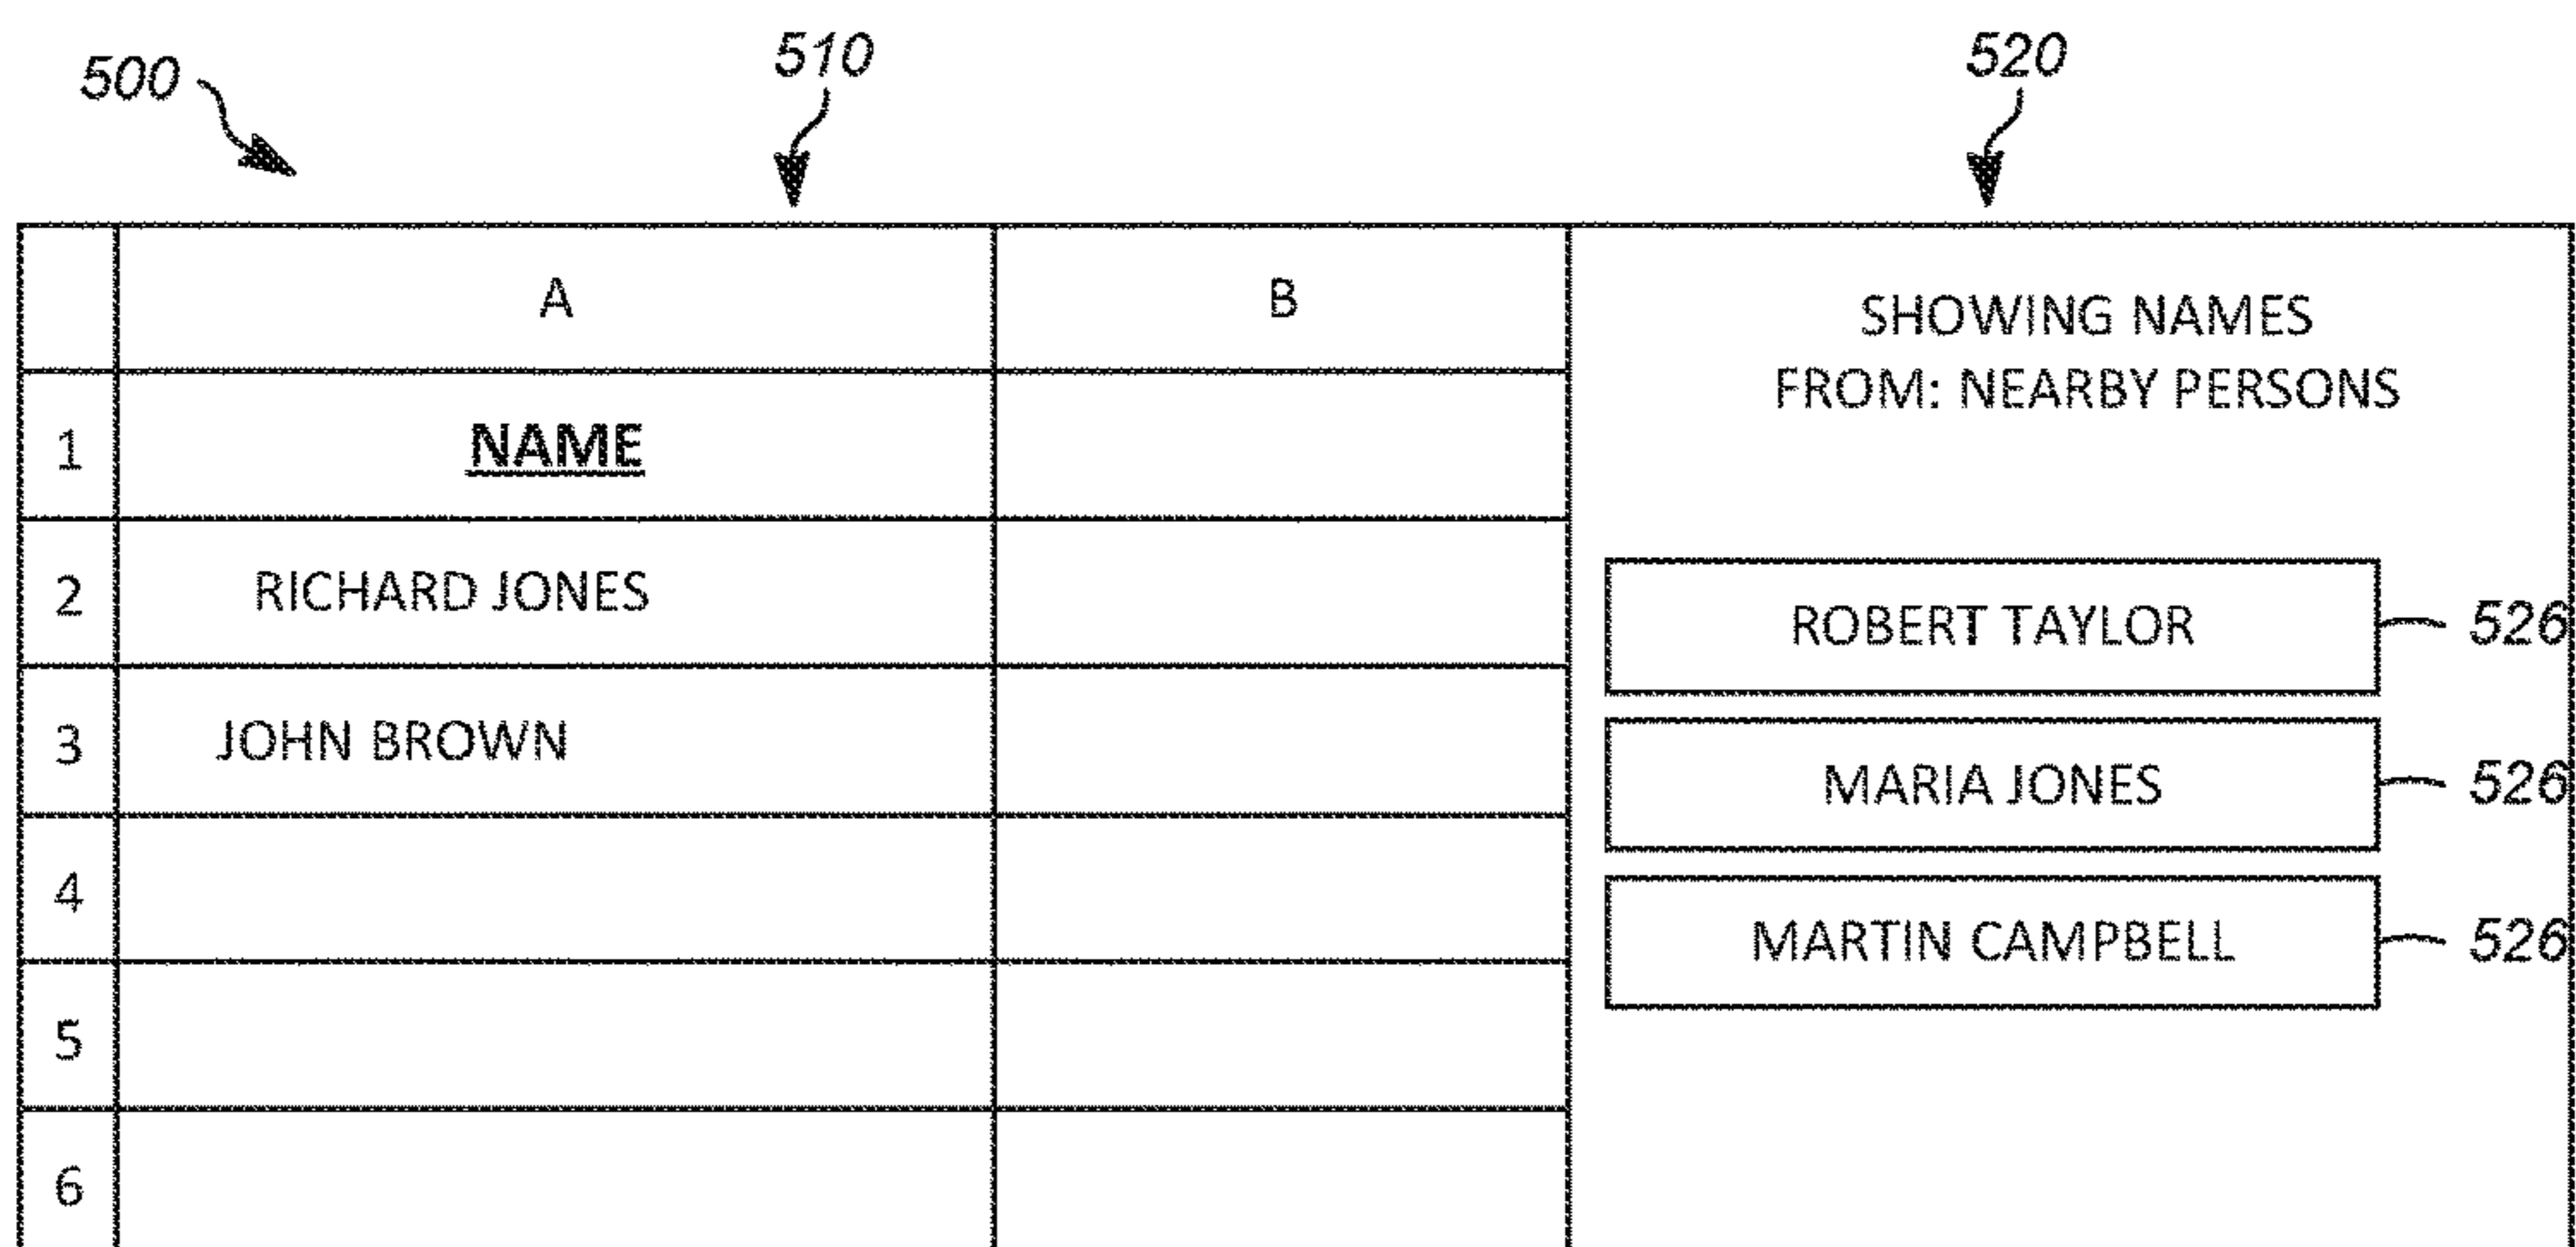 500
510
520
A B
SHOWING NAMES
FROM: NEARBY PERSONS
1 NAME
2 RICHARD JONES
3 JOHN BROWN
4
5
6
ROBERT TAYLOR 526
MARIA JONES 526
MARTIN CAMPBELL 526